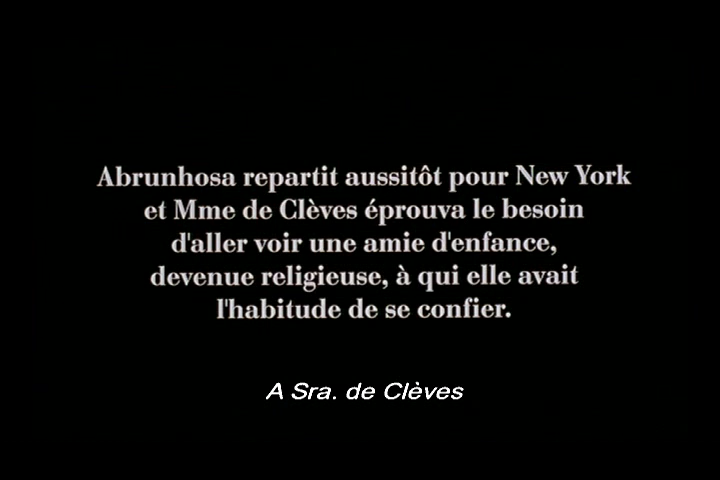 Abrunhosa repartit aussitôt pour New York
et Mme de Clèves éprouva le besoin
d'aller voir une amie d'enfance,
devenue religieuse, à qui elle avait
l'habitude de se confier.
A Sra. de Clèves